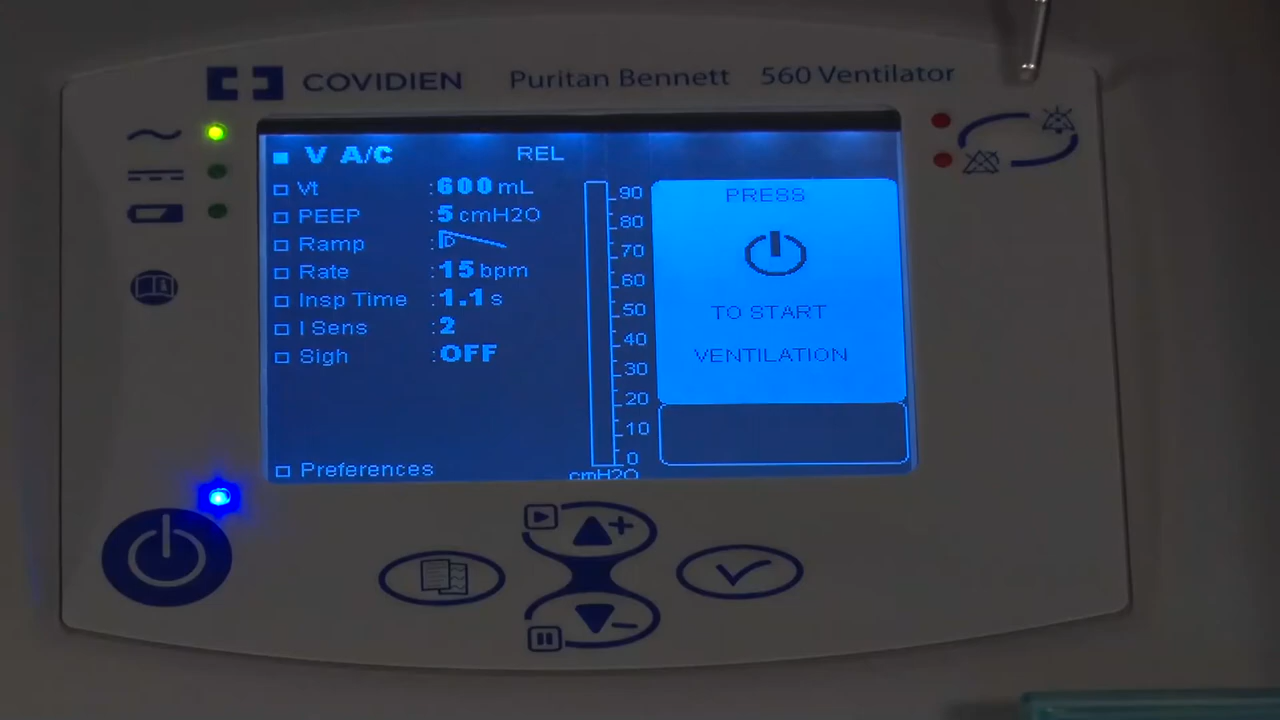 COVIDIEN Puritan Bennett 560 Ventilator
V A/C REL
Vt :600 mL
PEEP :5 cmH2O
Ramp :
Rate :15 bpm
Insp Time :1.1 s
I Sens :2
Sigh :OFF
Preferences
90
80
70
60
50
40
30
20
10
0
cmH2O
PRESS
TO START
VENTILATION